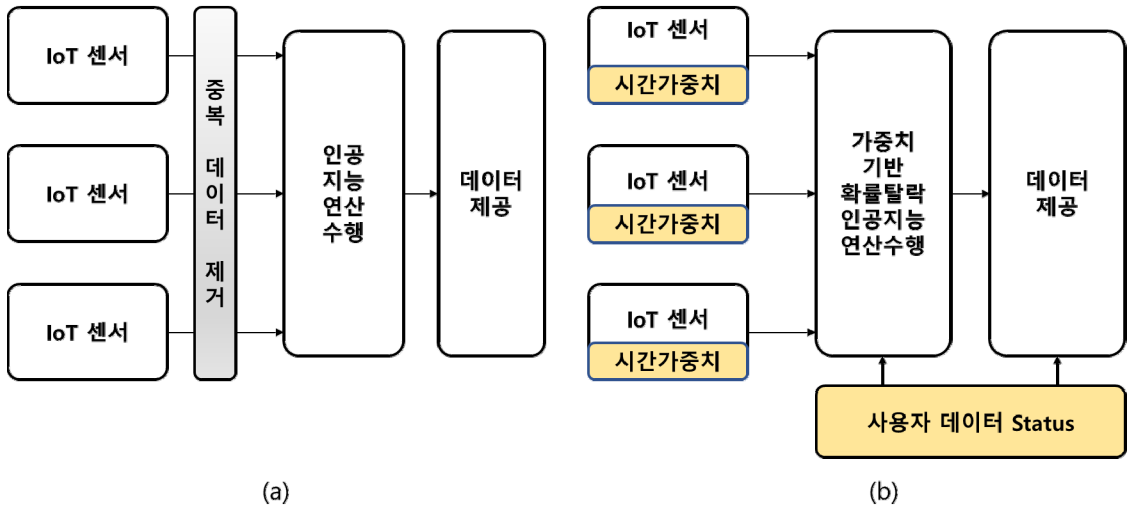 IoT 센서
IoT 센서
IoT 센서
중
복
데
이
터
제
거
인공
지능
연산
수행
데이터
제공
(a)
IoT 센서
시간가중치
IoT 센서
시간가중치
IoT 센서
시간가중치
가중치
기반
확률탈락
인공지능
연산수행
데이터
제공
사용자 데이터 Status
(b)